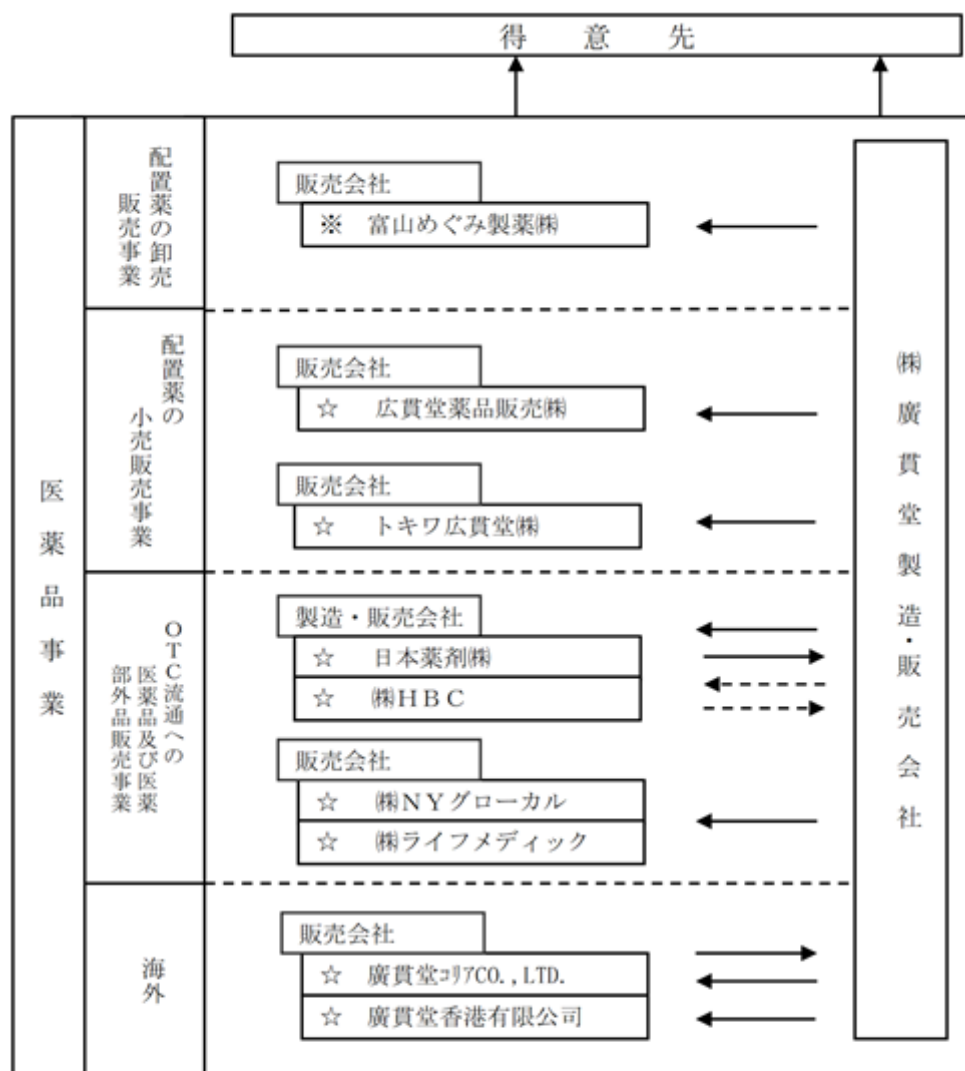 得意先
医薬品事業
配置薬の卸売
販売事業
販売会社
※ 富山めぐみ製薬㈱
配置薬の
小売販売事業
販売会社
☆ 広貫堂薬品販売㈱
販売会社
☆ トキワ広貫堂㈱
OTC流通への
医薬品及び医薬
部外品販売事業
製造・販売会社
☆ 日本薬剤㈱
☆ ㈱HBC
販売会社
☆ ㈱NYグローカル
☆ ㈱ライフメディック
海外
販売会社
☆ 廣貫堂ｺﾘｱCO.,LTD.
☆ 廣貫堂香港有限公司
㈱廣貫堂製造・販売会社